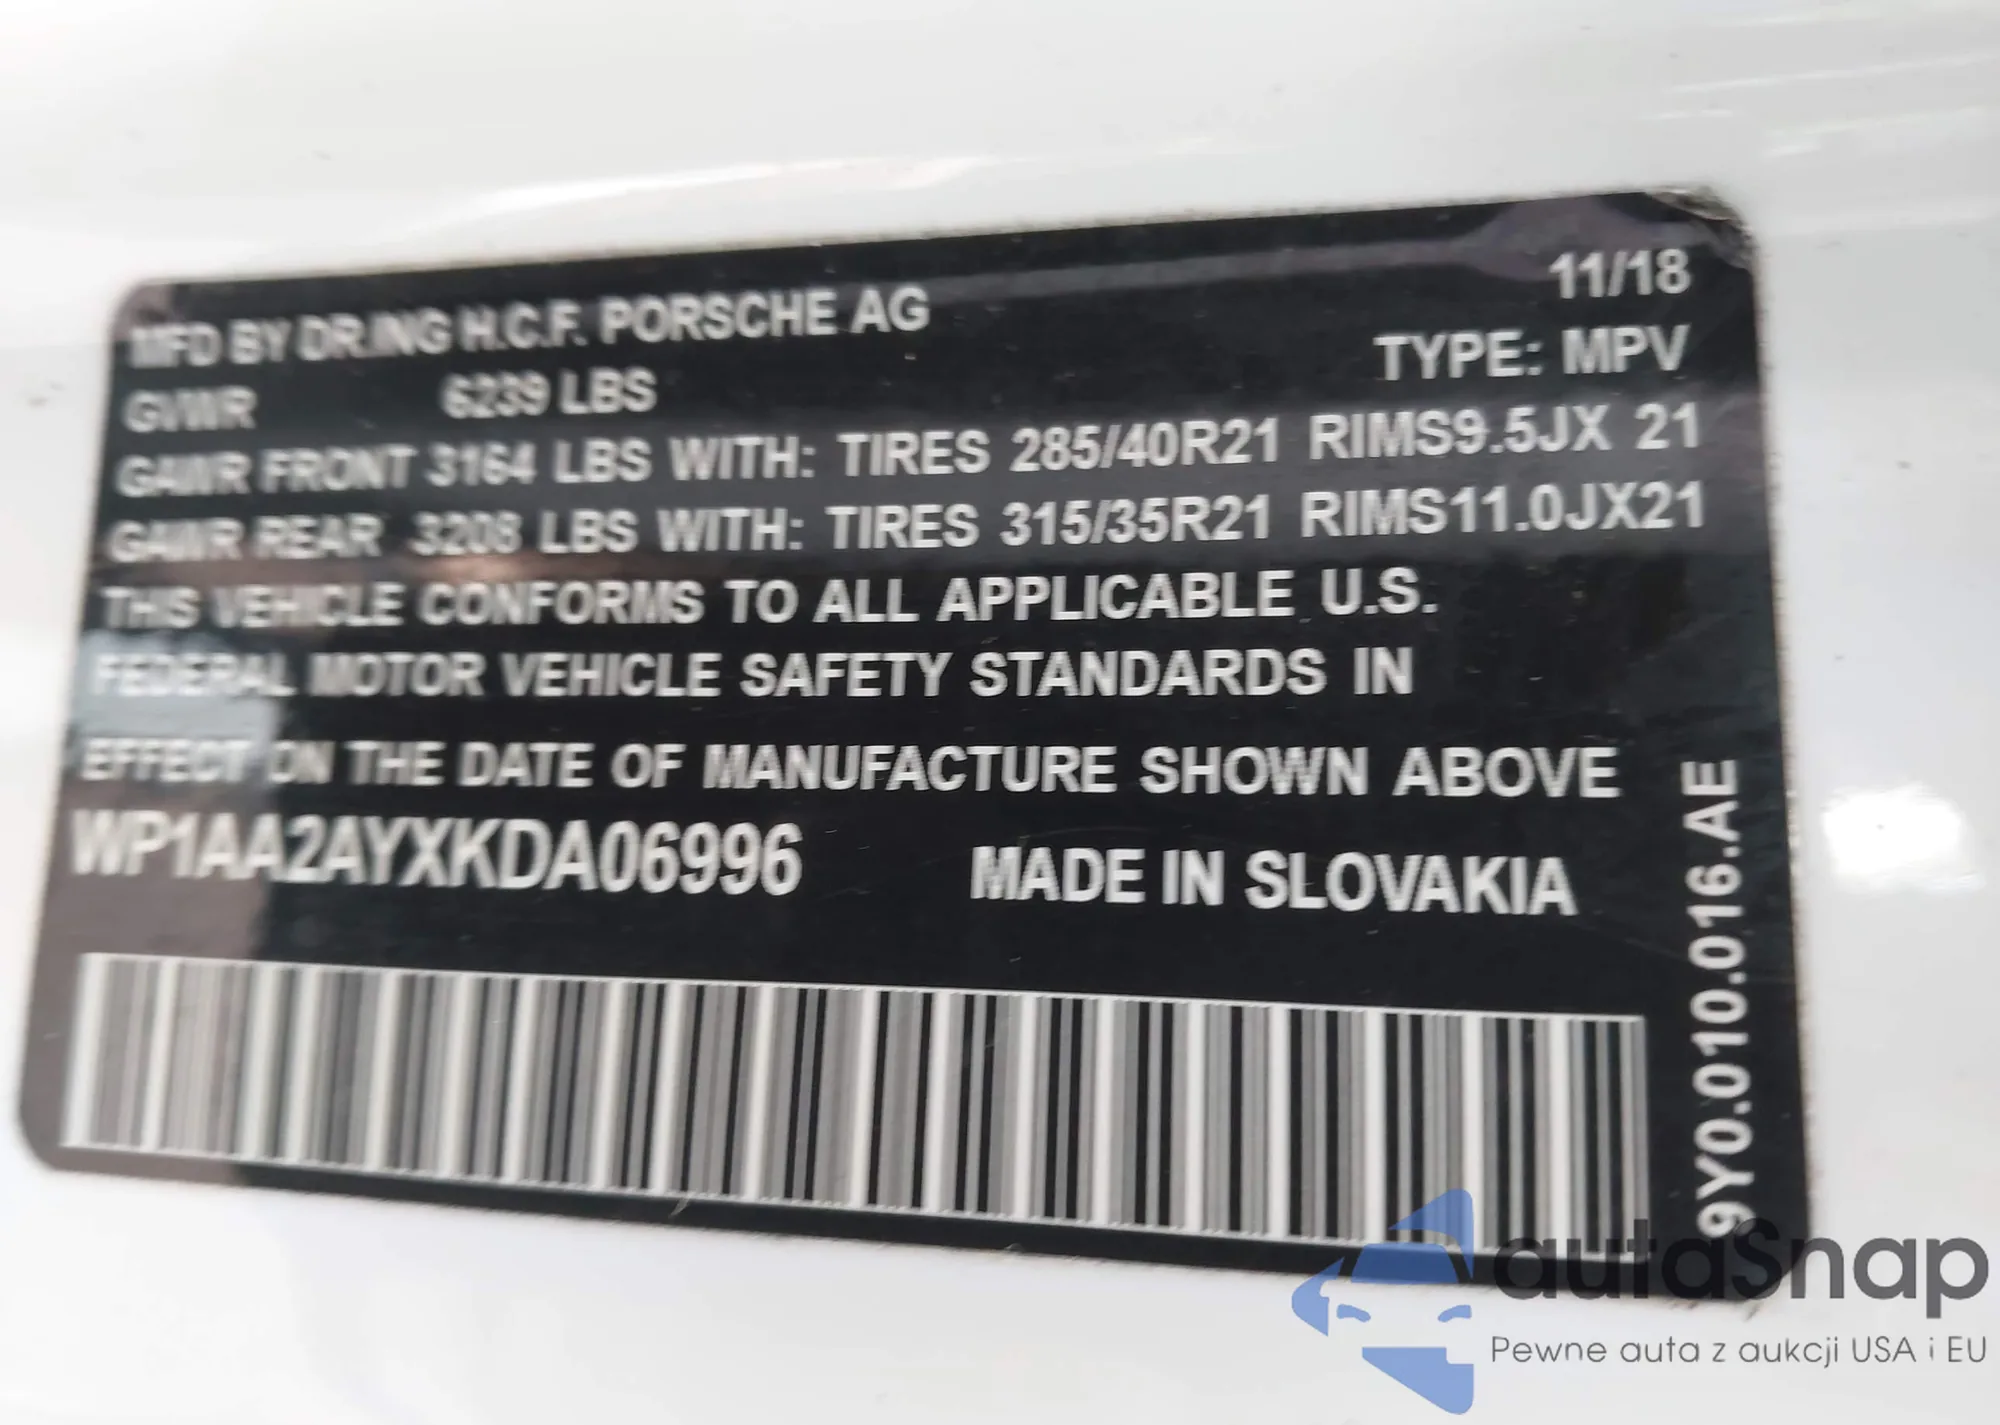 MFD BY DR.ING H.C.F. PORSCHE AG 11/18
GVWR 6239 LBS TYPE: MPV
GAWR FRONT 3164 LBS WITH: TIRES 285/40R21 RIMS9.5JX 21
GAWR REAR 3208 LBS WITH: TIRES 315/35R21 RIMS11.0JX21
THIS VEHICLE CONFORMS TO ALL APPLICABLE U.S.
FEDERAL MOTOR VEHICLE SAFETY STANDARDS IN
EFFECT ON THE DATE OF MANUFACTURE SHOWN ABOVE
WP1AA2AYXKDA06996 MADE IN SLOVAKIA
9Y0.010.016.AE
autaSnap
Pewne auta z aukcji USA i EU